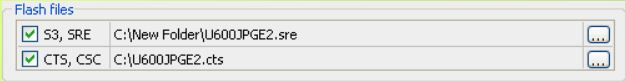 Flash files
S3, SRE C:\New Folder\U600JPGE2.sre ...
CTS, CSC C:\U600JPGE2.cts ...